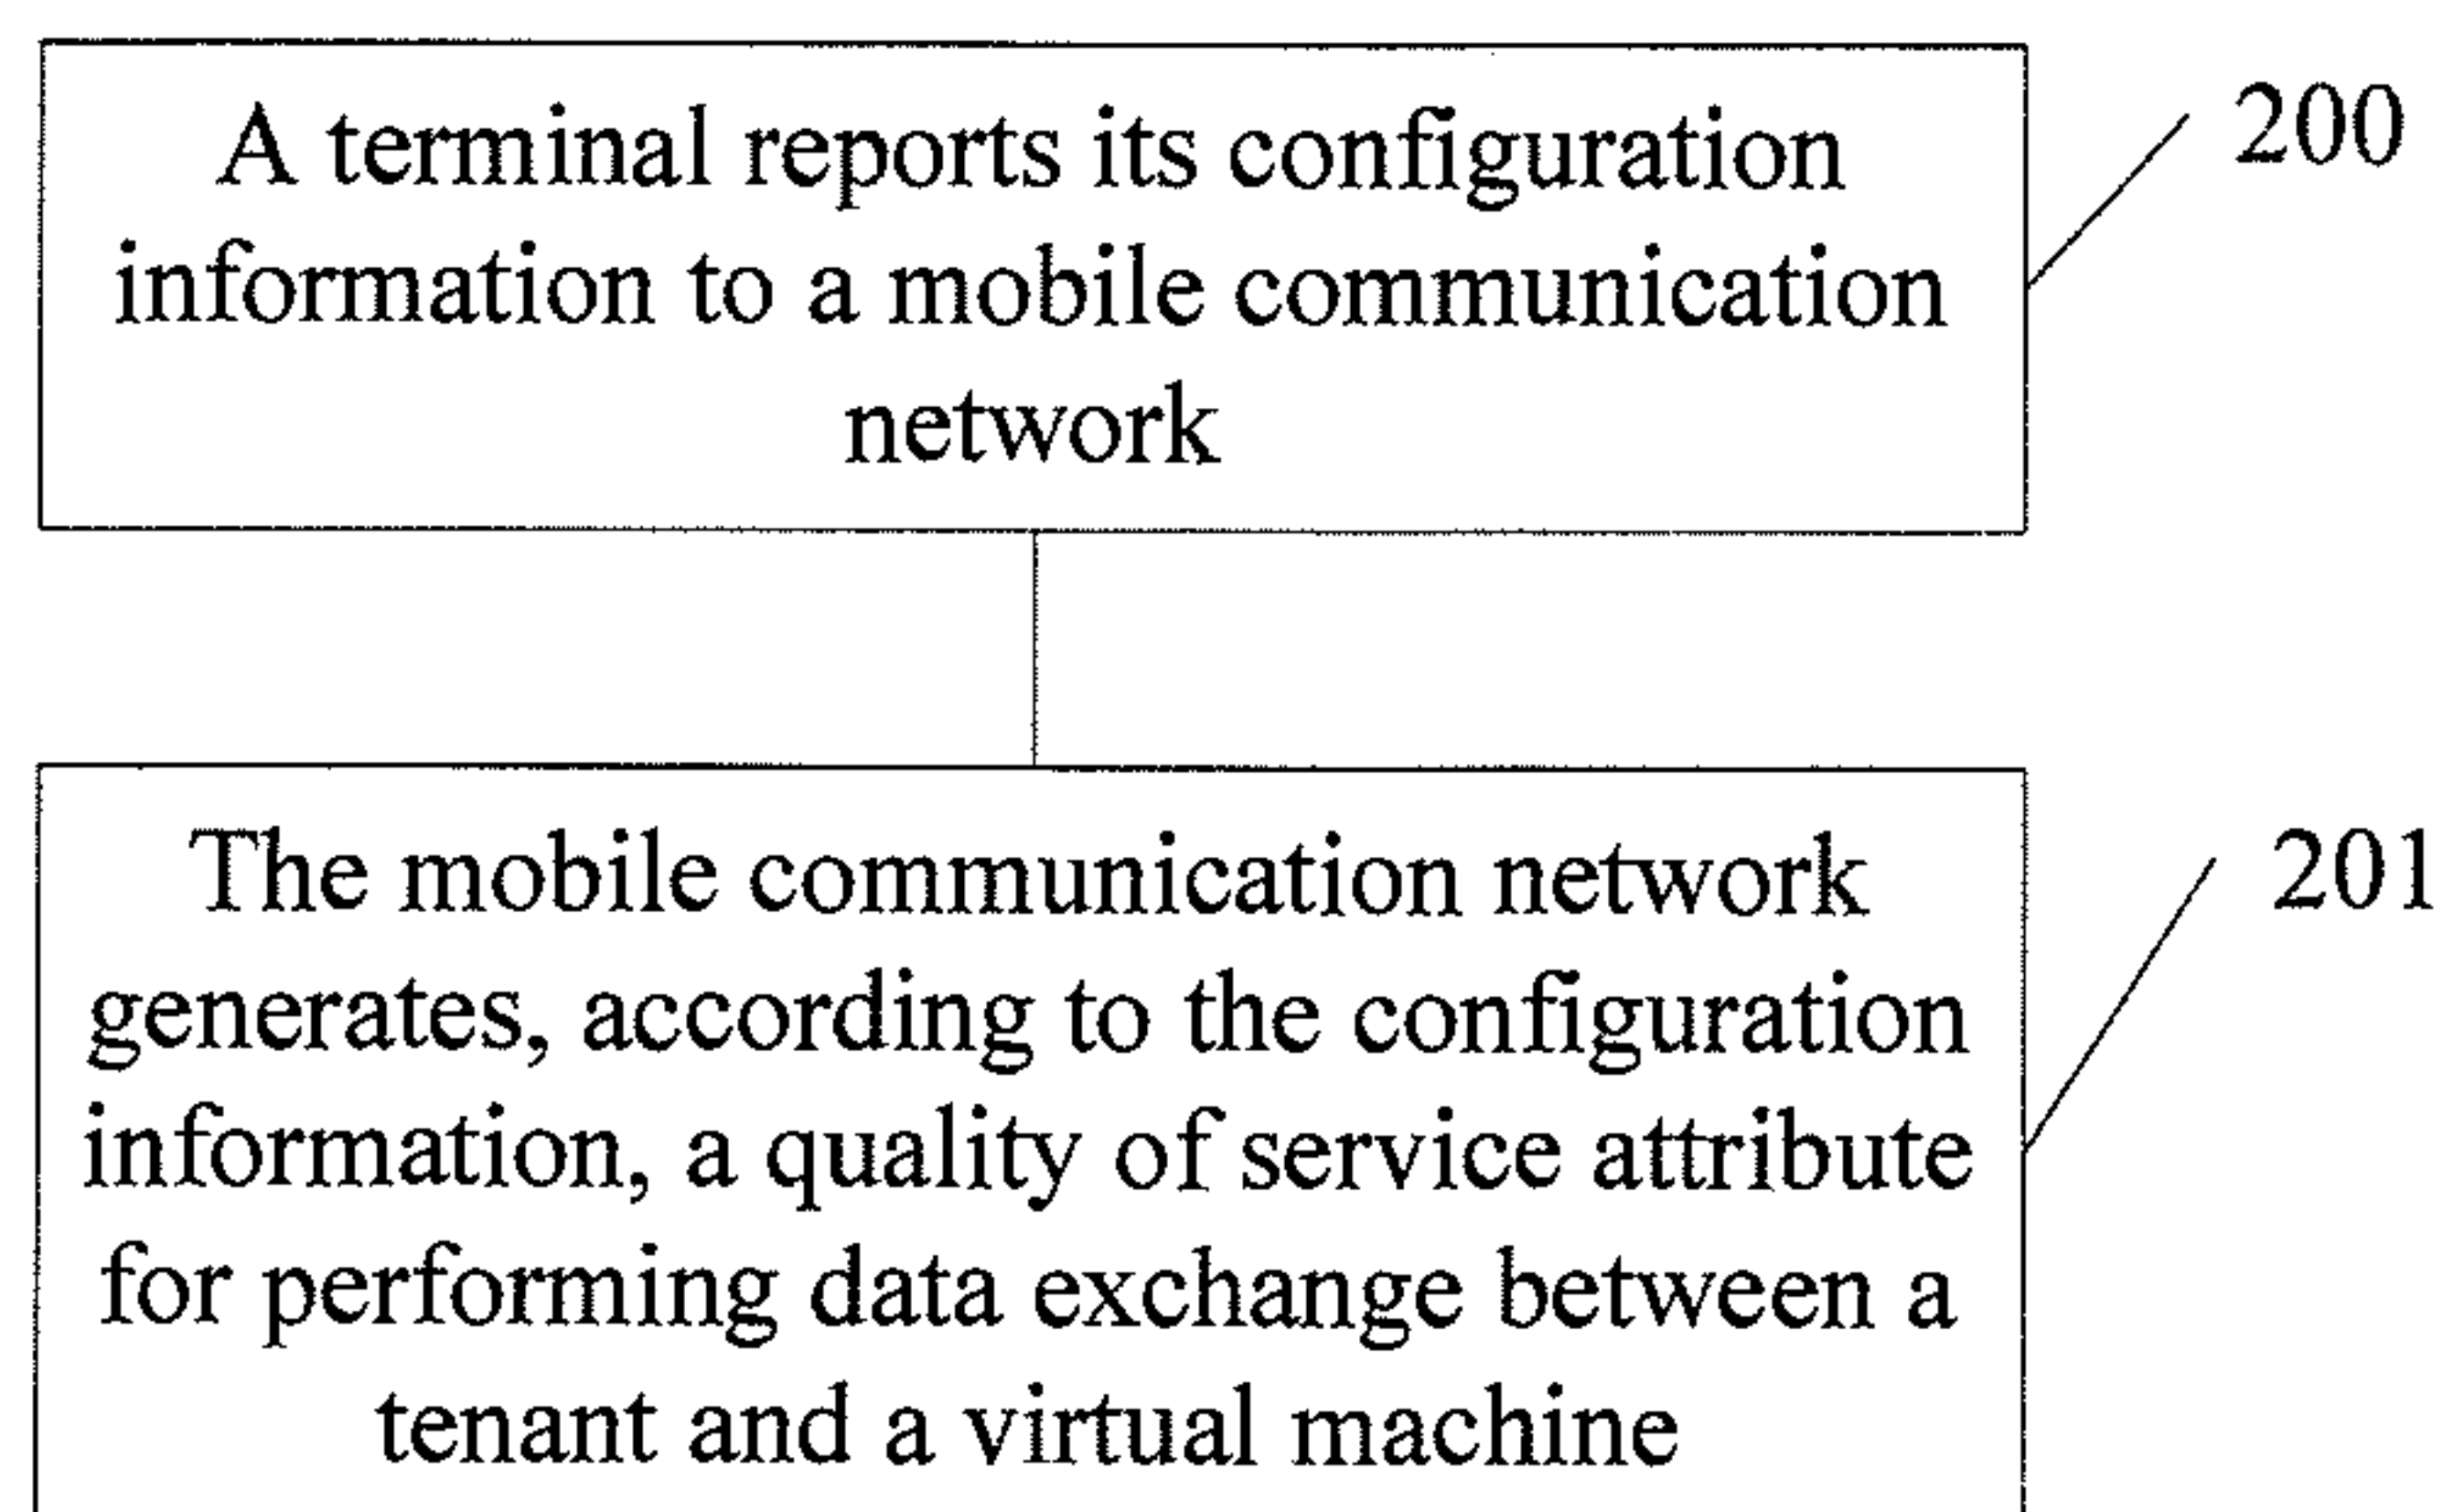 A terminal reports its configuration
information to a mobile communication
network
200
The mobile communication network
generates, according to the configuration
information, a quality of service attribute
for performing data exchange between a
tenant and a virtual machine
201